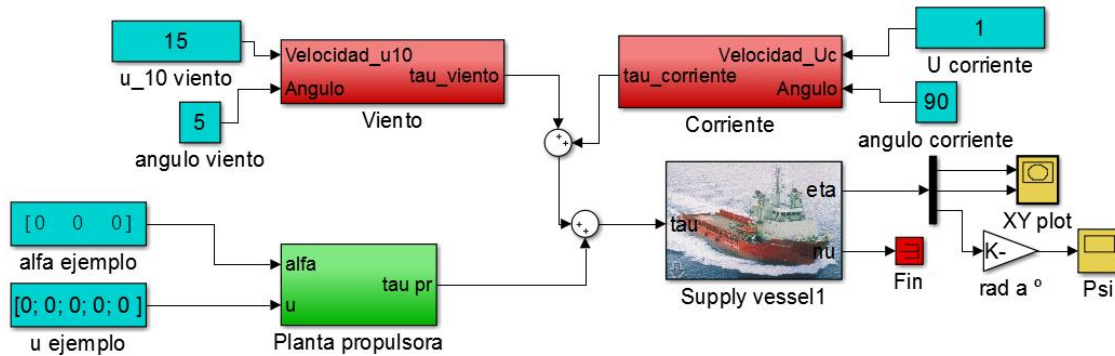 15
u_10 viento
5
angulo viento
Velocidad_u10
tau_viento
Angulo
Viento
Velocidad_Uc
tau_corriente
Angulo
Corriente
1
U corriente
90
angulo corriente
+
+
+
+
[0 0 0]
alfa ejemplo
[0; 0; 0; 0; 0 ]
u ejemplo
alfa
tau pr
u
Planta propulsora
eta
tau
nu
Supply vessel1
Fin
XY plot
K-
rad a º
Psi